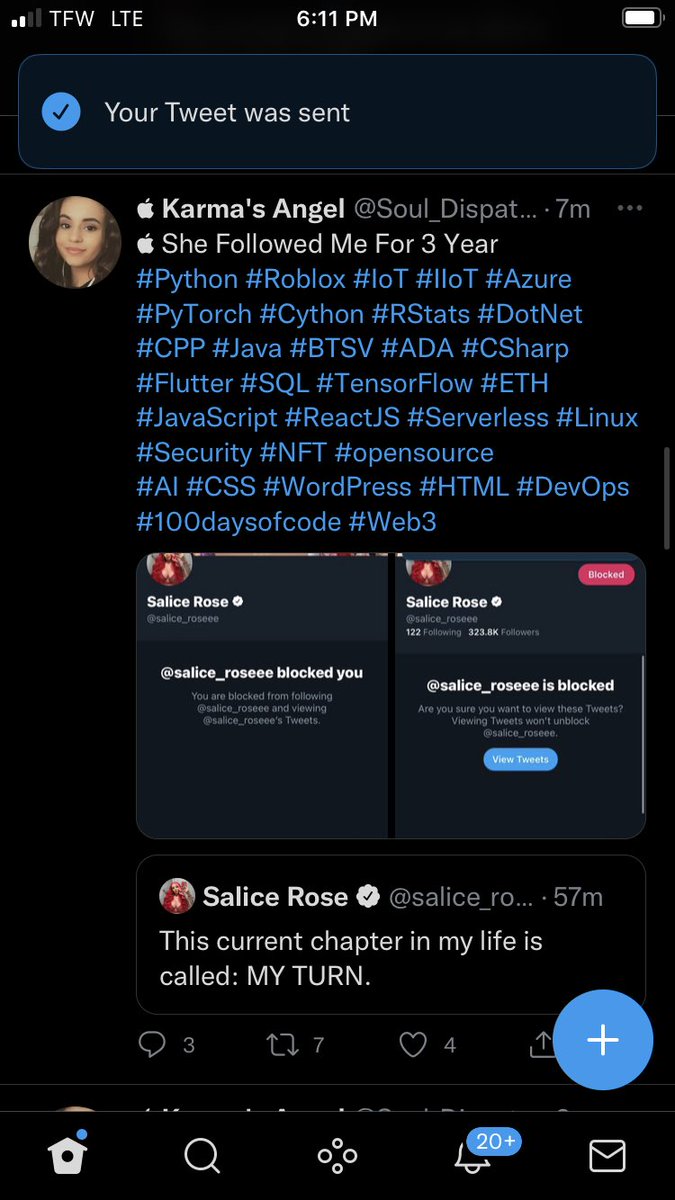 TFW LTE 6:11 PM
Your Tweet was sent
Karma's Angel @Soul_Dispat... · 7m
She Followed Me For 3 Year
#Python #Roblox #IoT #IIoT #Azure
#PyTorch #Cython #RStats #DotNet
#CPP #Java #BTSV #ADA #CSharp
#Flutter #SQL #TensorFlow #ETH
#JavaScript #ReactJS #Serverless #Linux
#Security #NFT #opensource
#AI #CSS #WordPress #HTML #DevOps
#100daysofcode #Web3
Salice Rose
@salice_roseee
@salice_roseee blocked you
You are blocked from following
@salice_roseee and viewing
@salice_roseee's Tweets.
Blocked
Salice Rose
@salice_roseee
122 Following 323.8K Followers
@salice_roseee is blocked
Are you sure you want to view these Tweets?
Viewing Tweets won't unblock
@salice_roseee.
View Tweets
Salice Rose @salice_ro... · 57m
This current chapter in my life is
called: MY TURN.
3 7 4
20+